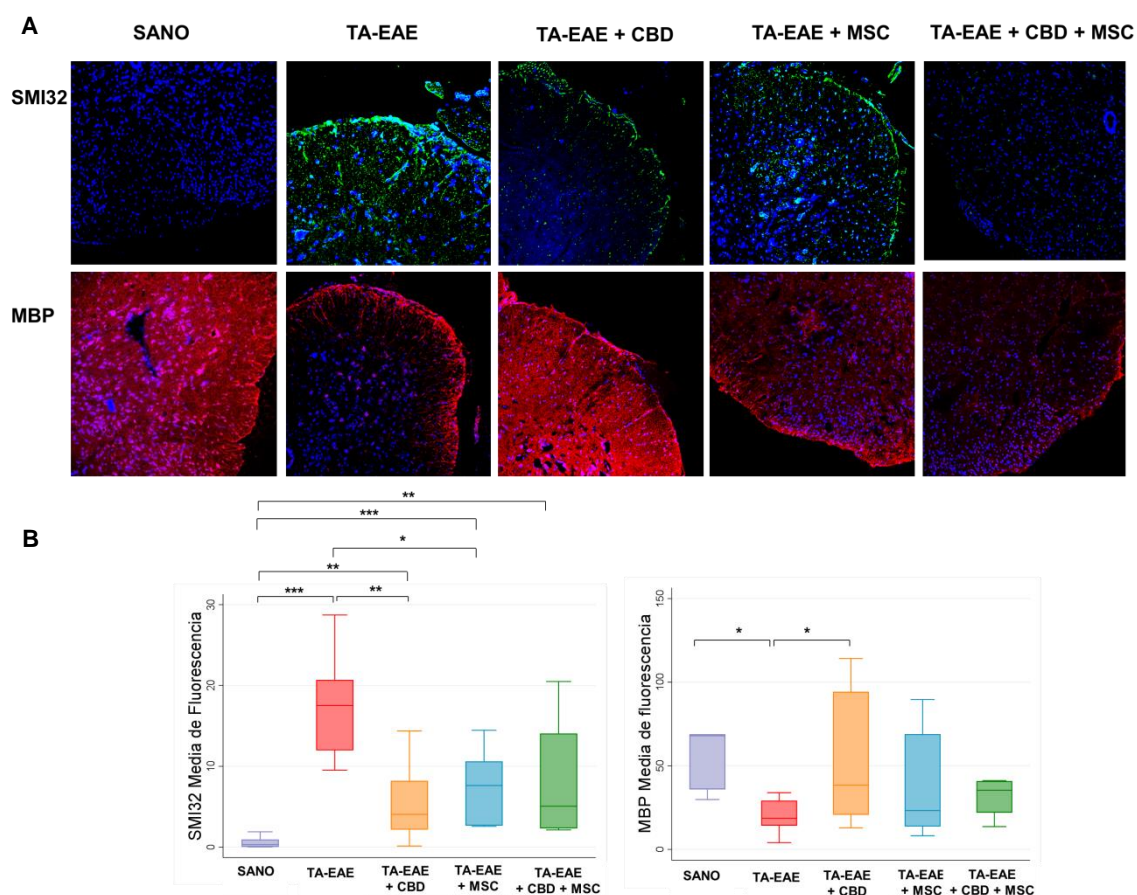 A
SANO
TA-EAE
TA-EAE + CBD
TA-EAE + MSC
TA-EAE + CBD + MSC
SMI32
MBP
B
**
***
*
**
***
**
SMI32 Media de Fluorescencia
30
20
10
0
SANO
TA-EAE
TA-EAE
+ CBD
TA-EAE
+ MSC
TA-EAE
+ CBD + MSC
MBP Media de fluorescencia
150
100
50
0
*
*
SANO
TA-EAE
TA-EAE
+ CBD
TA-EAE
+ MSC
TA-EAE
+ CBD + MSC